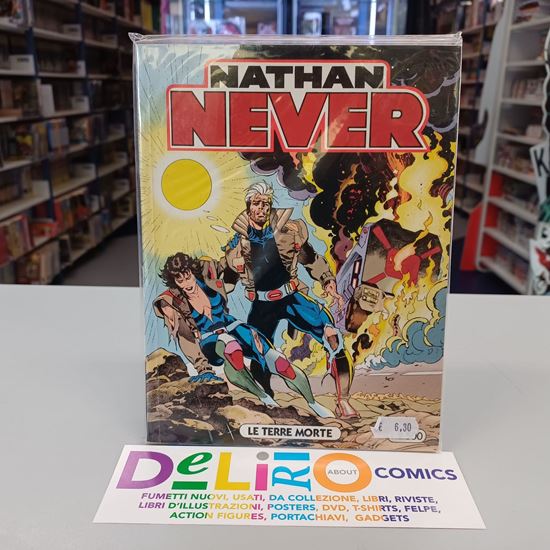 NATHAN
NEVER
LE TERRE MORTE
€ 6,30
DeLiRiO ABOUT COMICS
FUMETTI NUOVI, USATI, DA COLLEZIONE, LIBRI, RIVISTE,
LIBRI D'ILLUSTRAZIONI, POSTERS, DVD, T-SHIRTS, FELPE,
ACTION FIGURES, PORTACHIAVI, GADGETS